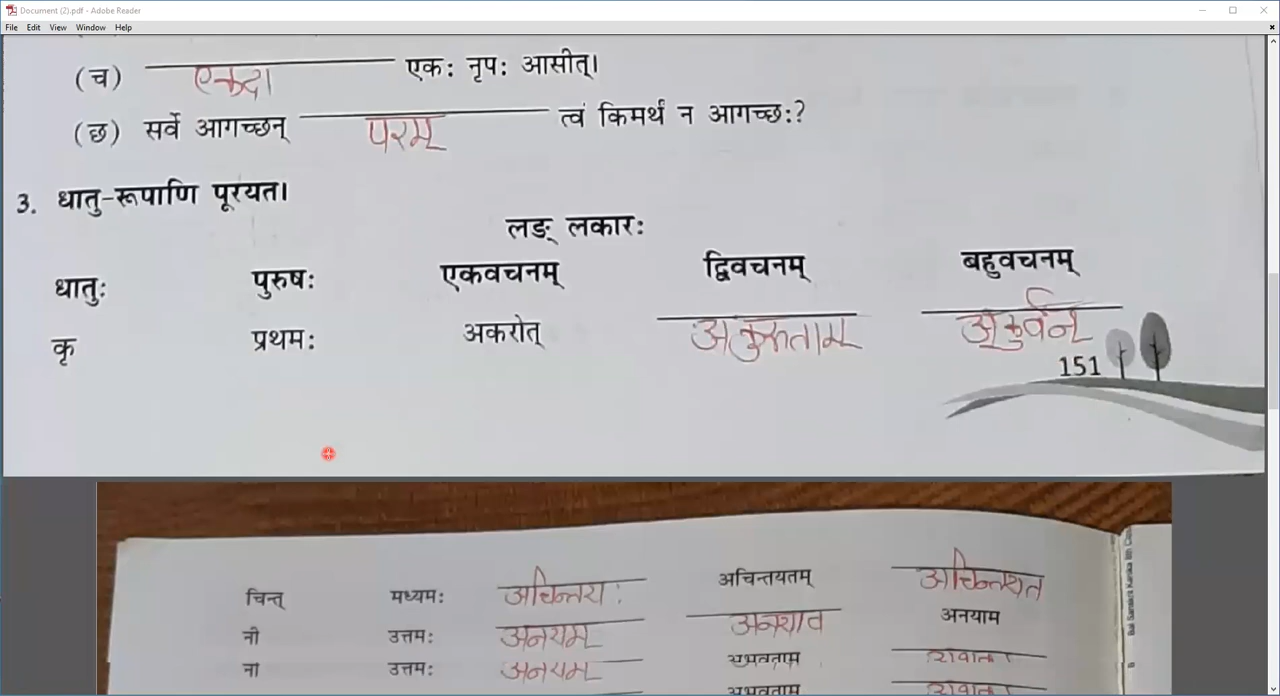 Document (2).pdf - Adobe Reader
File Edit View Window Help
(च) एकदा एकः नृपः आसीत्।
(छ) सर्वे आगच्छन् परम् त्वं किमर्थं न आगच्छः?
3. धातु-रूपाणि पूरयत।
लङ् लकारः
धातुः पुरुषः एकवचनम् द्विवचनम् बहुवचनम्
कृ प्रथमः अकरोत् अकुरुताम् अकुर्वन्
151
चिन्त् मध्यमः अचिन्तयः अचिन्तयतम् अचिन्तयत
नी उत्तमः अनयम् अनयाव अनयाम
उत्तमः अनयम्